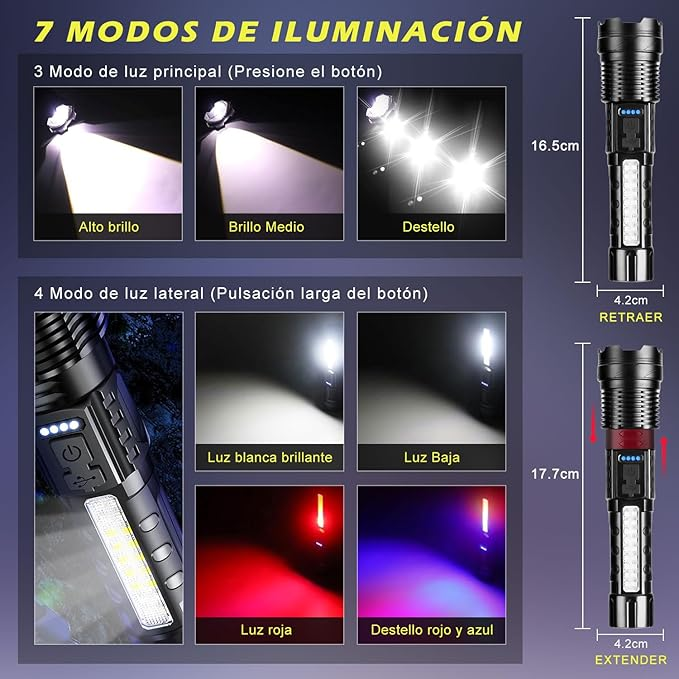 7 MODOS DE ILUMINACIÓN
3 Modo de luz principal (Presione el botón)
Alto brillo
Brillo Medio
Destello
4 Modo de luz lateral (Pulsación larga del botón)
Luz blanca brillante
Luz Baja
Luz roja
Destello rojo y azul
16.5cm
4.2cm
RETRAER
17.7cm
4.2cm
EXTENDER